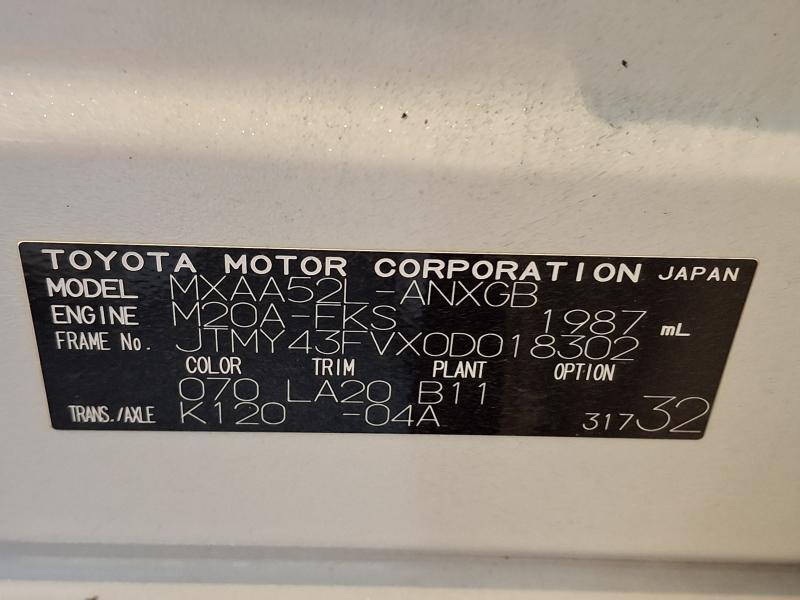 TOYOTA MOTOR CORPORATION JAPAN
MODEL MXAA52L-ANXGB
ENGINE M20A-FKS 1987 mL
FRAME No. JTMY43FVX0D018302
COLOR TRIM PLANT OPTION
070 LA20 B11
TRANS./AXLE K120 -04A 31732